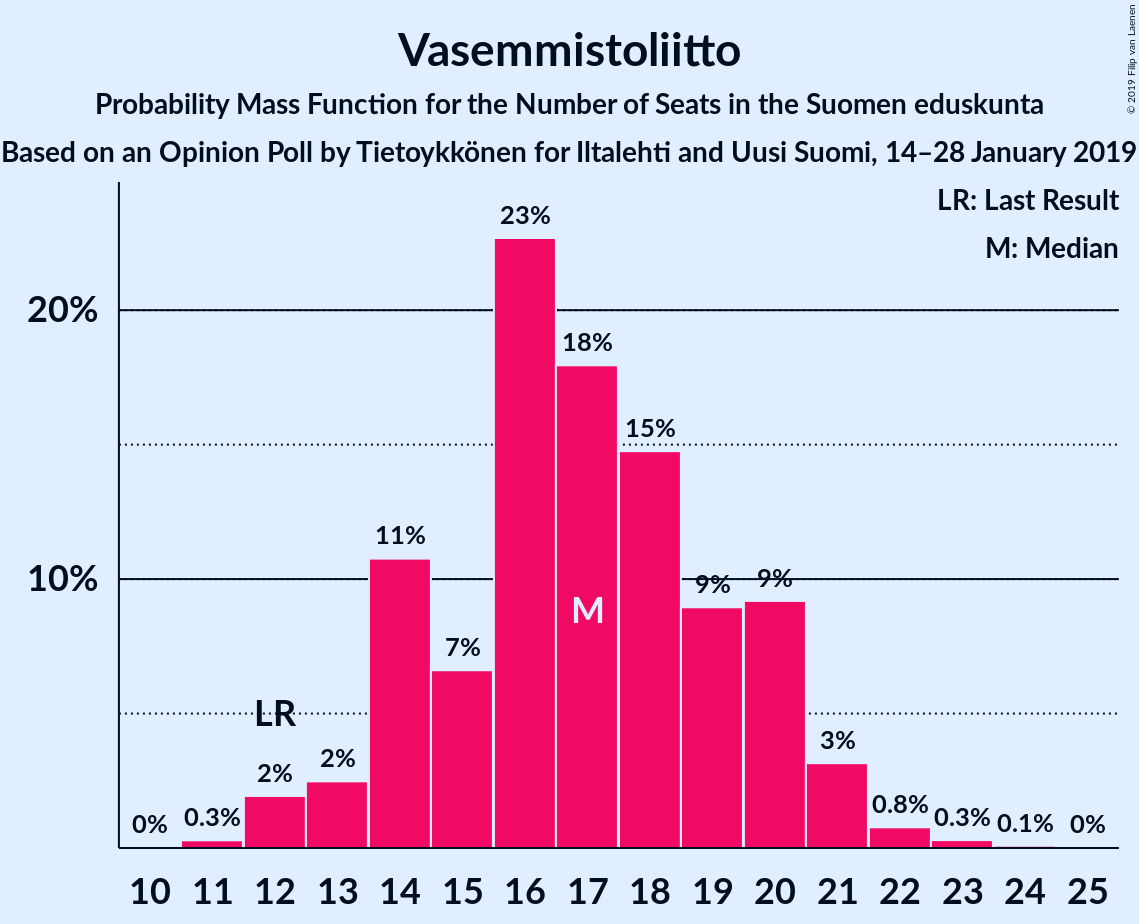 Vasemmistoliitto
Probability Mass Function for the Number of Seats in the Suomen eduskunta
Based on an Opinion Poll by Tietoykkönen for Iltalehti and Uusi Suomi, 14–28 January 2019
© 2019 Filip van Laenen
LR: Last Result
M: Median
20%
10%
0%
0.3%
LR
2%
2%
11%
7%
23%
18%
M
15%
9%
9%
3%
0.8%
0.3%
0.1%
0%
10 11 12 13 14 15 16 17 18 19 20 21 22 23 24 25